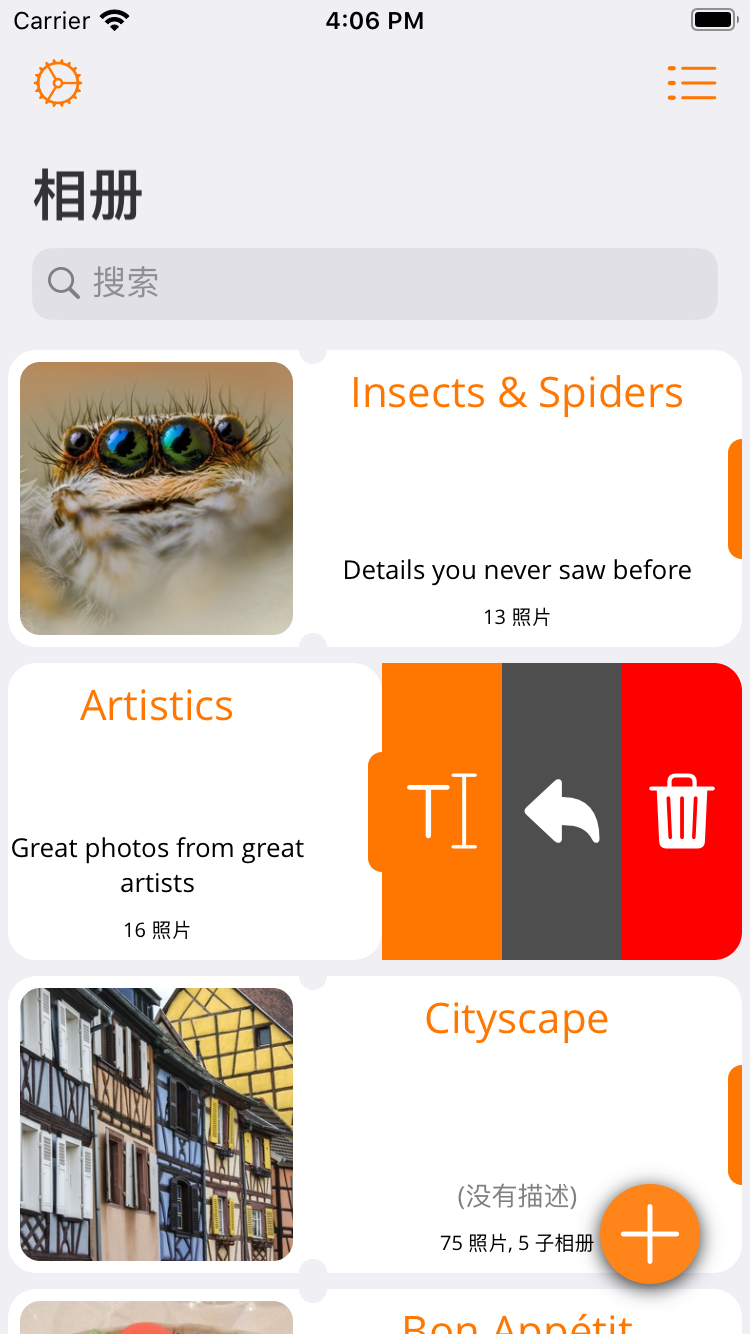 Carrier 4:06 PM
相册
搜索
Insects & Spiders
Details you never saw before
13 照片
Artistics
Great photos from great
artists
16 照片
Cityscape
(没有描述)
75 照片, 5 子相册
Bon Appétit